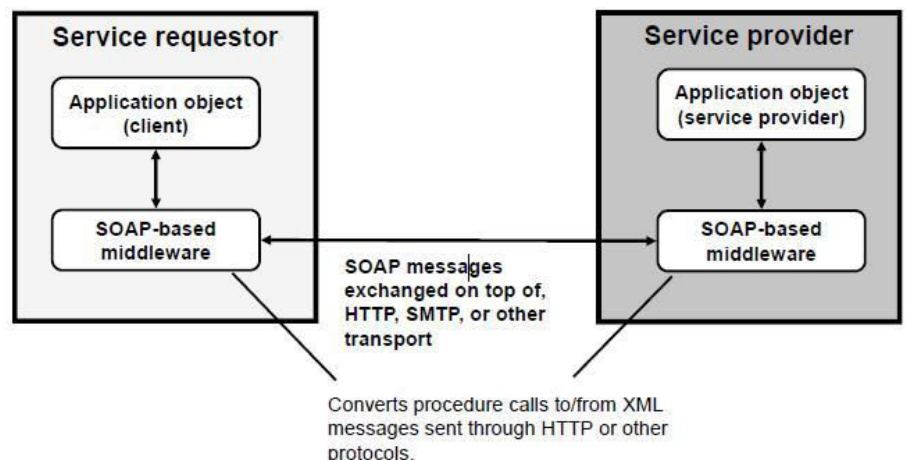 Service requestor
Application object
(client)
SOAP-based
middleware
Service provider
Application object
(service provider)
SOAP-based
middleware
SOAP messages
exchanged on top of,
HTTP, SMTP, or other
transport
Converts procedure calls to/from XML
messages sent through HTTP or other
protocols.